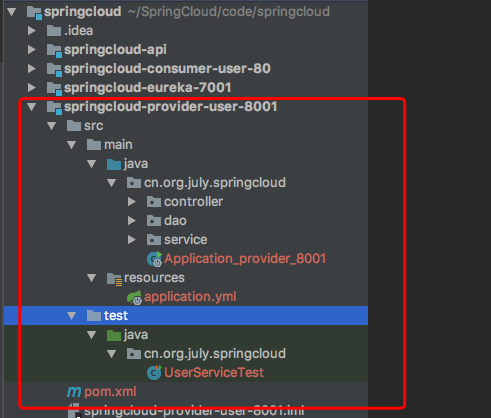 springcloud ~/SpringCloud/code/springcloud
.idea
springcloud-api
springcloud-consumer-user-80
springcloud-eureka-7001
springcloud-provider-user-8001
src
main
java
cn.org.july.springcloud
controller
dao
service
Application_provider_8001
resources
application.yml
test
java
cn.org.july.springcloud
UserServiceTest
pom.xml
springcloud-provider-user-8001.iml